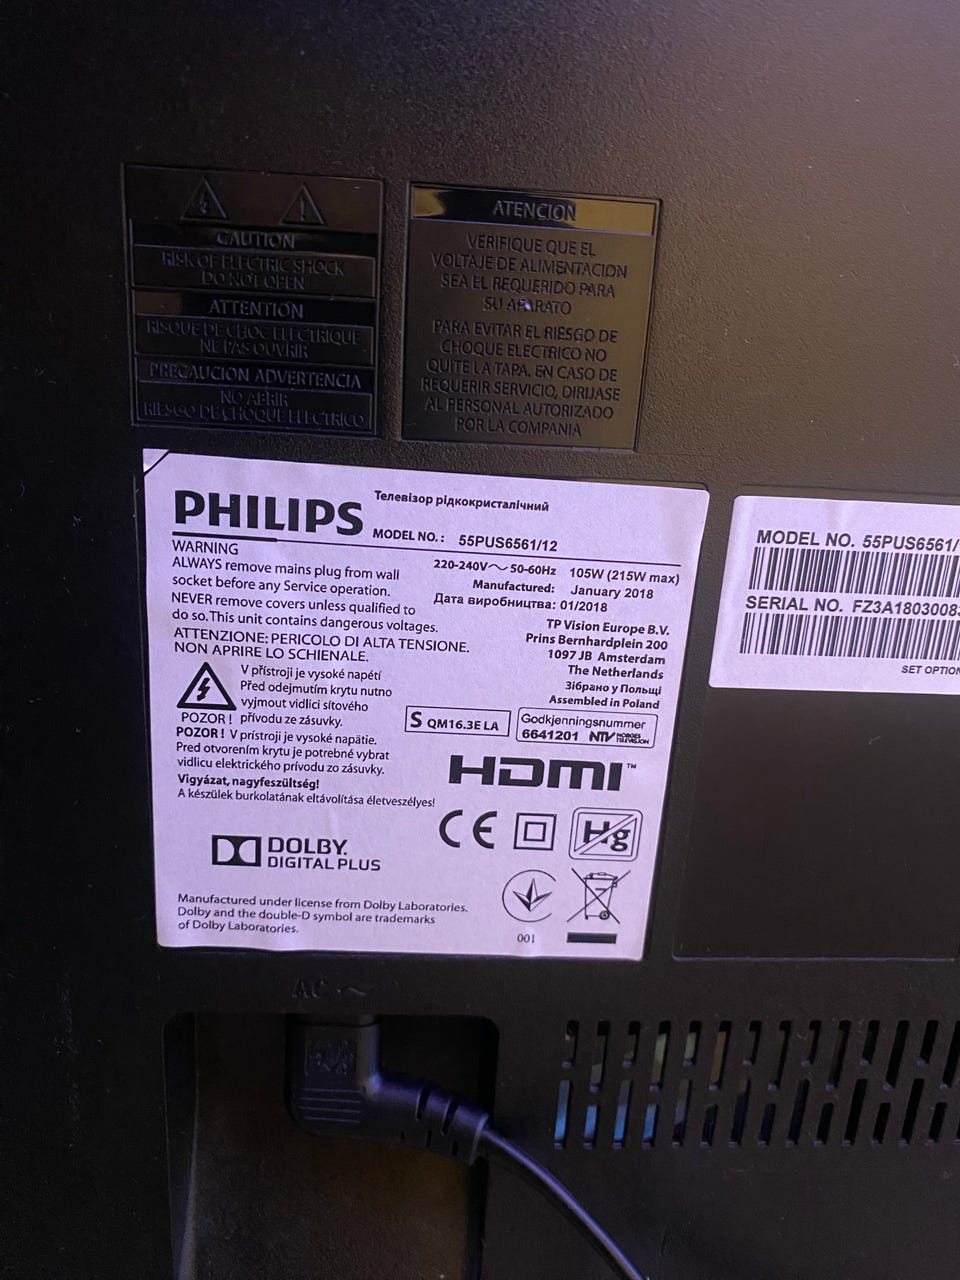 CAUTION
RISK OF ELECTRIC SHOCK
DO NOT OPEN
ATTENTION
RISQUE DE CHOC ELECTRIQUE
NE PAS OUVRIR
PRECAUCION ADVERTENCIA
NO ABRIR
RIESGO DE CHOQUE ELECTRICO
ATENCION
VERIFIQUE QUE EL
VOLTAJE DE ALIMENTACION
SEA EL REQUERIDO PARA
SU APARATO
PARA EVITAR EL RIESGO DE
CHOQUE ELECTRICO NO
QUITE LA TAPA. EN CASO DE
REQUERIR SERVICIO, DIRIJASE
AL PERSONAL AUTORIZADO
POR LA COMPANIA
PHILIPS
Телевізор рідкокристалічний
MODEL NO.: 55PUS6561/12
WARNING
ALWAYS remove mains plug from wall
socket before any Service operation.
NEVER remove covers unless qualified to
do so. This unit contains dangerous voltages.
ATTENZIONE: PERICOLO DI ALTA TENSIONE.
NON APRIRE LO SCHIENALE.
V přístroji je vysoké napětí
Před odejmutím krytu nutno
vyjmout vidlici síťového
POZOR! přívodu ze zásuvky.
POZOR! V prístroji je vysoké napätie.
Pred otvorením krytu je potrebné vybrat
vidlicu elektrického prívodu zo zásuvky.
Vigyázat, nagyfeszültség!
A készülek burkolatának eltávolítása életveszélyes!
220-240V~ 50-60Hz 105W (215W max)
Manufactured: January 2018
Дата виробництва: 01/2018
TP Vision Europe B.V.
Prins Bernhardplein 200
1097 JB Amsterdam
The Netherlands
Зібрано у Польщі
Assembled in Poland
S QM16.3E LA
Godkjenningsnummer
6641201 NTV NORGES TELEVISJON
HDMI™
CE
Hg
DOLBY
DIGITAL PLUS
001
Manufactured under license from Dolby Laboratories.
Dolby and the double-D symbol are trademarks
of Dolby Laboratories.
MODEL NO. 55PUS6561/
SERIAL NO. FZ3A18030083
SET OPTION
AC ~